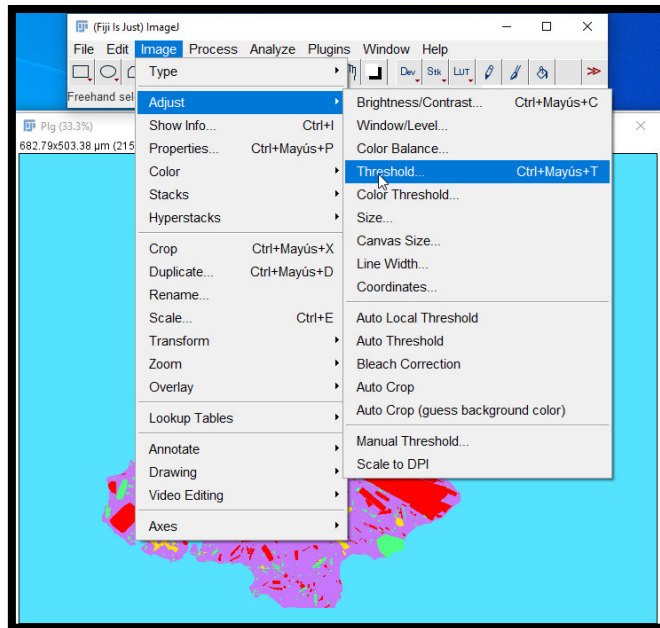 (Fiji Is Just) ImageJ
File Edit Image Process Analyze Plugins Window Help
Dev Stk LUT
Freehand sel
Plg (33.3%)
682.79x503.38 µm (215
Type
Adjust
Show Info... Ctrl+I
Properties... Ctrl+Mayús+P
Color
Stacks
Hyperstacks
Crop Ctrl+Mayús+X
Duplicate... Ctrl+Mayús+D
Rename...
Scale... Ctrl+E
Transform
Zoom
Overlay
Lookup Tables
Annotate
Drawing
Video Editing
Axes
Brightness/Contrast... Ctrl+Mayús+C
Window/Level...
Color Balance...
Threshold... Ctrl+Mayús+T
Color Threshold...
Size...
Canvas Size...
Line Width...
Coordinates...
Auto Local Threshold
Auto Threshold
Bleach Correction
Auto Crop
Auto Crop (guess background color)
Manual Threshold...
Scale to DPI